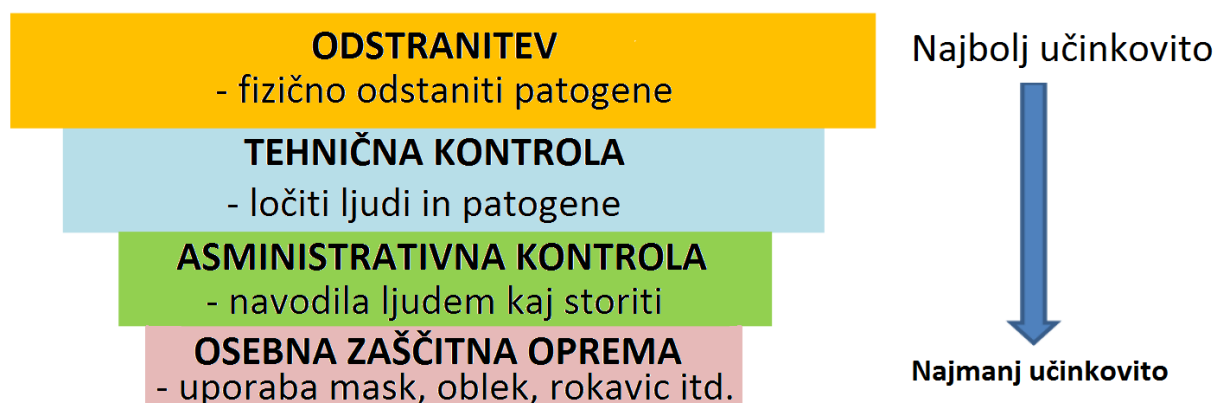 ODSTRANITEV
- fizično odstaniti patogene
TEHNIČNA KONTROLA
- ločiti ljudi in patogene
ASMINISTRATIVNA KONTROLA
- navodila ljudem kaj storiti
OSEBNA ZAŠČITNA OPREMA
- uporaba mask, oblek, rokavic itd.
Najbolj učinkovito
Najmanj učinkovito